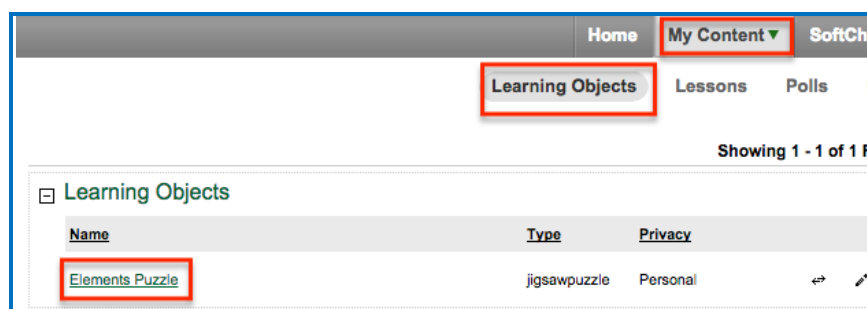 Home My Content SoftCh
Learning Objects Lessons Polls
Showing 1 - 1 of 1
Learning Objects
Name Type Privacy
Elements Puzzle jigsawpuzzle Personal